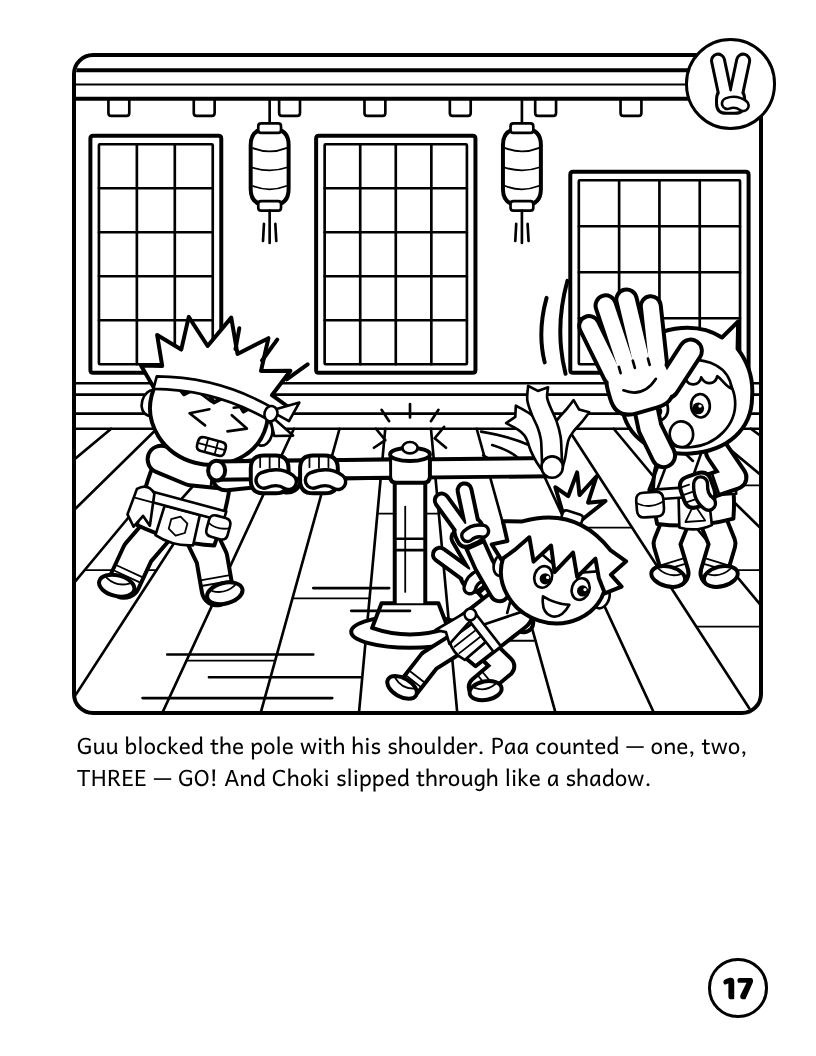 Guu blocked the pole with his shoulder. Paa counted — one, two,
THREE — GO! And Choki slipped through like a shadow.
17